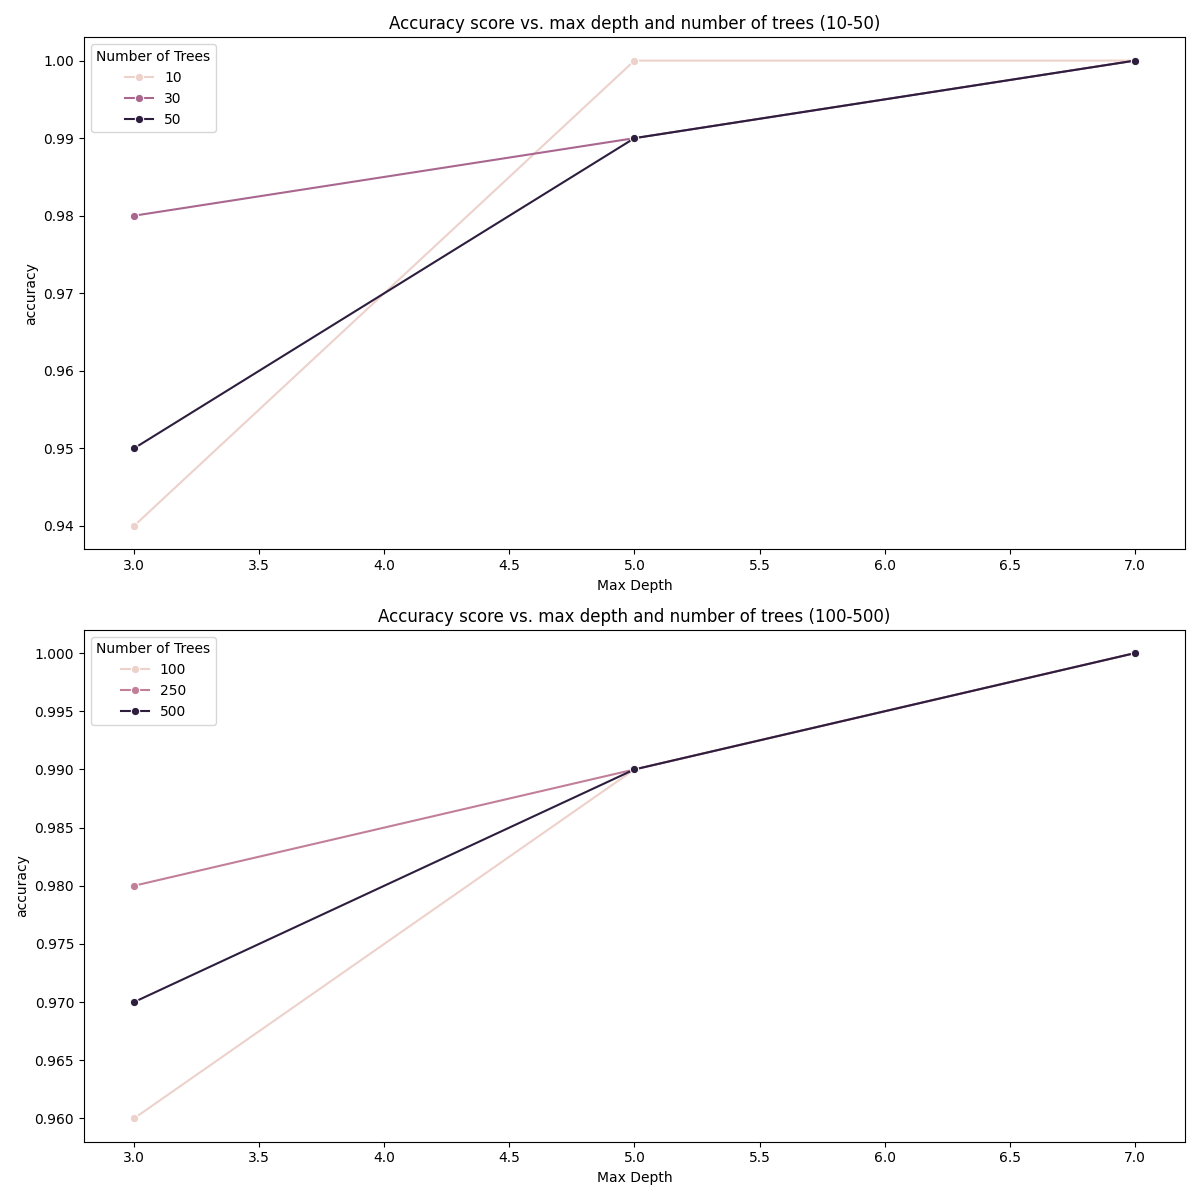 Accuracy score vs. max depth and number of trees (10-50)
Number of Trees
10
30
50
1.00
0.99
0.98
0.97
0.96
0.95
0.94
accuracy
3.0 3.5 4.0 4.5 5.0 5.5 6.0 6.5 7.0
Max Depth
Accuracy score vs. max depth and number of trees (100-500)
Number of Trees
100
250
500
1.000
0.995
0.990
0.985
0.980
0.975
0.970
0.965
0.960
accuracy
3.0 3.5 4.0 4.5 5.0 5.5 6.0 6.5 7.0
Max Depth